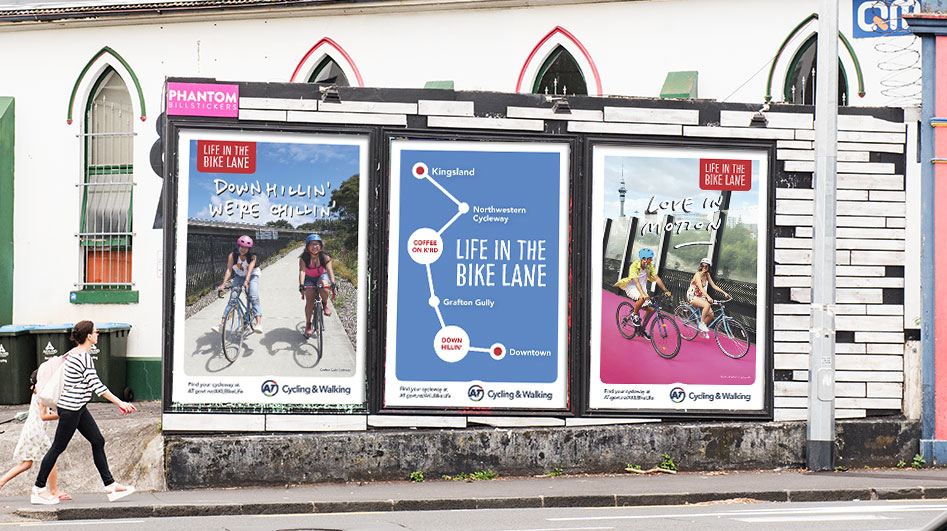 PHANTOM
BILLSTICKERS
LIFE IN THE
BIKE LANE
DOWNHILLIN'
WE'RE CHILLIN'
Find your cycleway at
AT.govt.nz/AKLBikeLife
AT Cycling & Walking
Kingsland
Northwestern
Cycleway
COFFEE
ON K'RD
LIFE IN THE
BIKE LANE
Grafton Gully
DOWN
HILLIN'
Downtown
Find your cycleway at
AT.govt.nz/AKLBikeLife
AT Cycling & Walking
LIFE IN THE
BIKE LANE
LOVE IN
MOTION
Find your cycleway at
AT.govt.nz/AKLBikeLife
AT Cycling & Walking